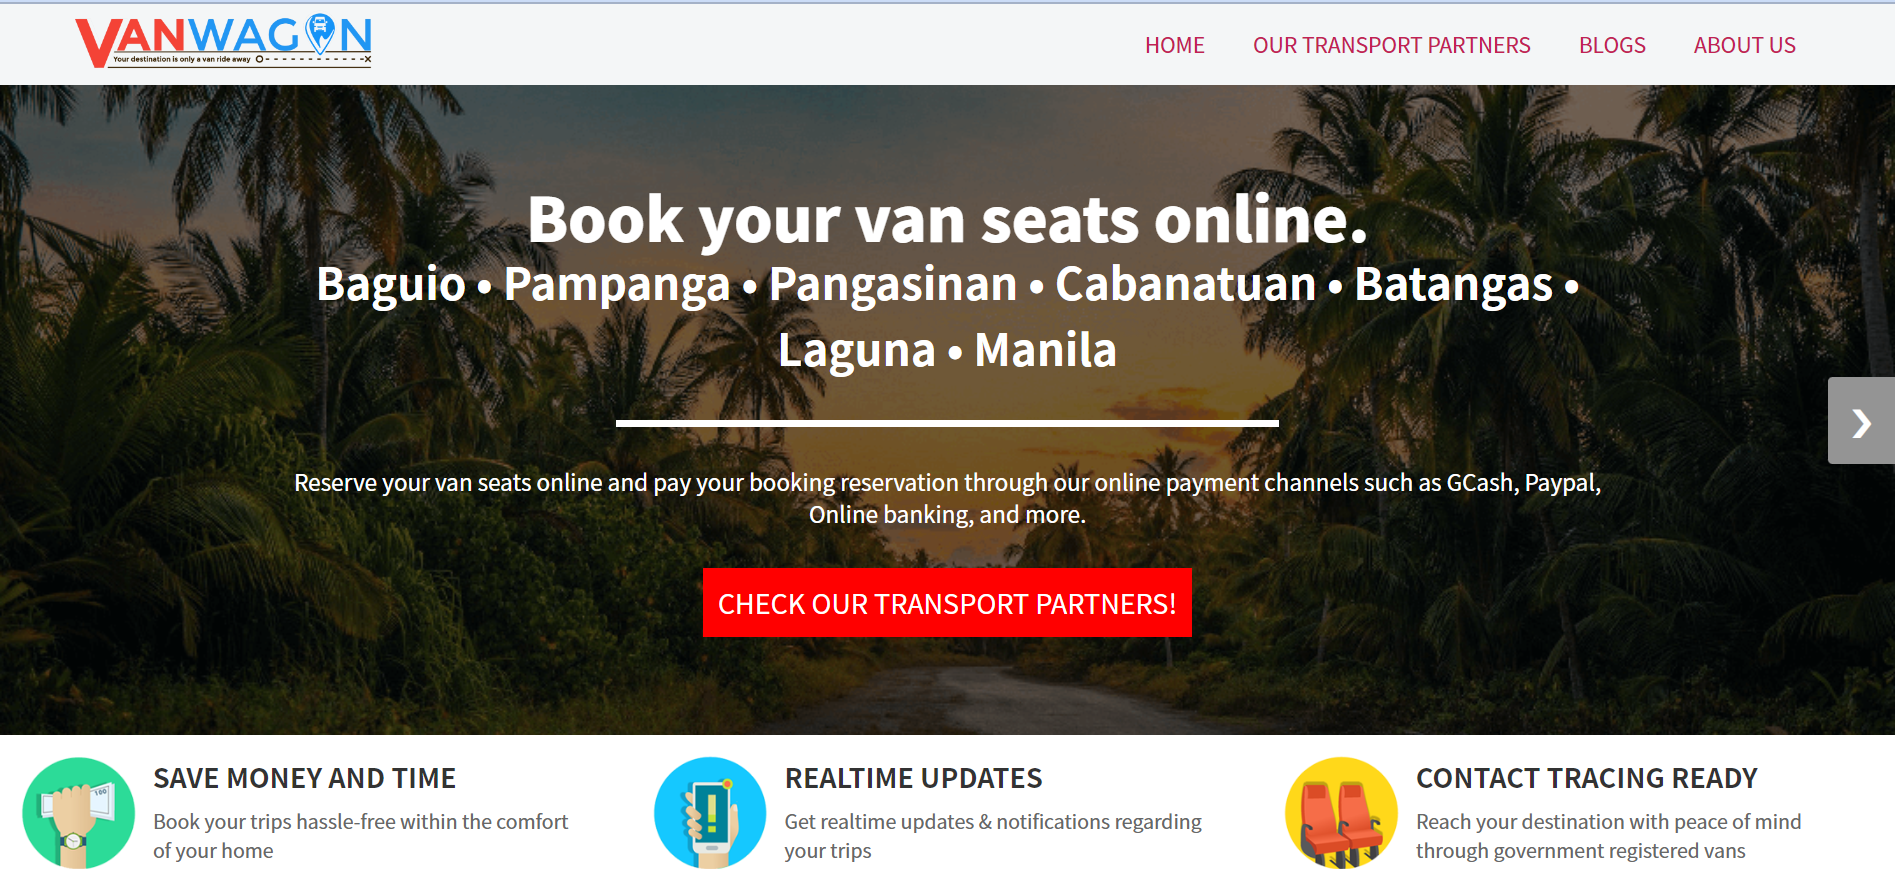 VANWAGON
Your destination is only a van ride away
HOME
OUR TRANSPORT PARTNERS
BLOGS
ABOUT US
Book your van seats online.
Baguio • Pampanga • Pangasinan • Cabanatuan • Batangas •
Laguna • Manila
Reserve your van seats online and pay your booking reservation through our online payment channels such as GCash, Paypal,
Online banking, and more.
CHECK OUR TRANSPORT PARTNERS!
SAVE MONEY AND TIME
Book your trips hassle-free within the comfort
of your home
REALTIME UPDATES
Get realtime updates & notifications regarding
your trips
CONTACT TRACING READY
Reach your destination with peace of mind
through government registered vans